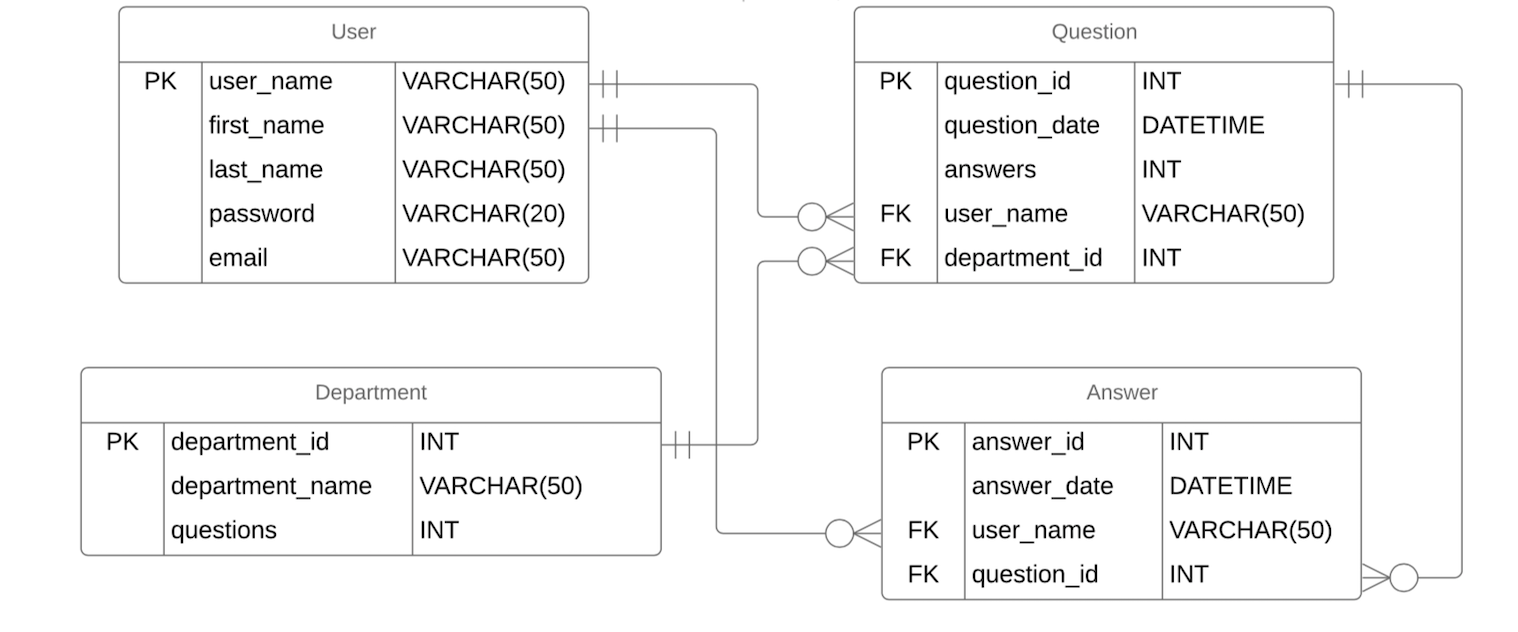 User
PK user_name VARCHAR(50)
first_name VARCHAR(50)
last_name VARCHAR(50)
password VARCHAR(20)
email VARCHAR(50)
Question
PK question_id INT
question_date DATETIME
answers INT
FK user_name VARCHAR(50)
FK department_id INT
Department
PK department_id INT
department_name VARCHAR(50)
questions INT
Answer
PK answer_id INT
answer_date DATETIME
FK user_name VARCHAR(50)
FK question_id INT